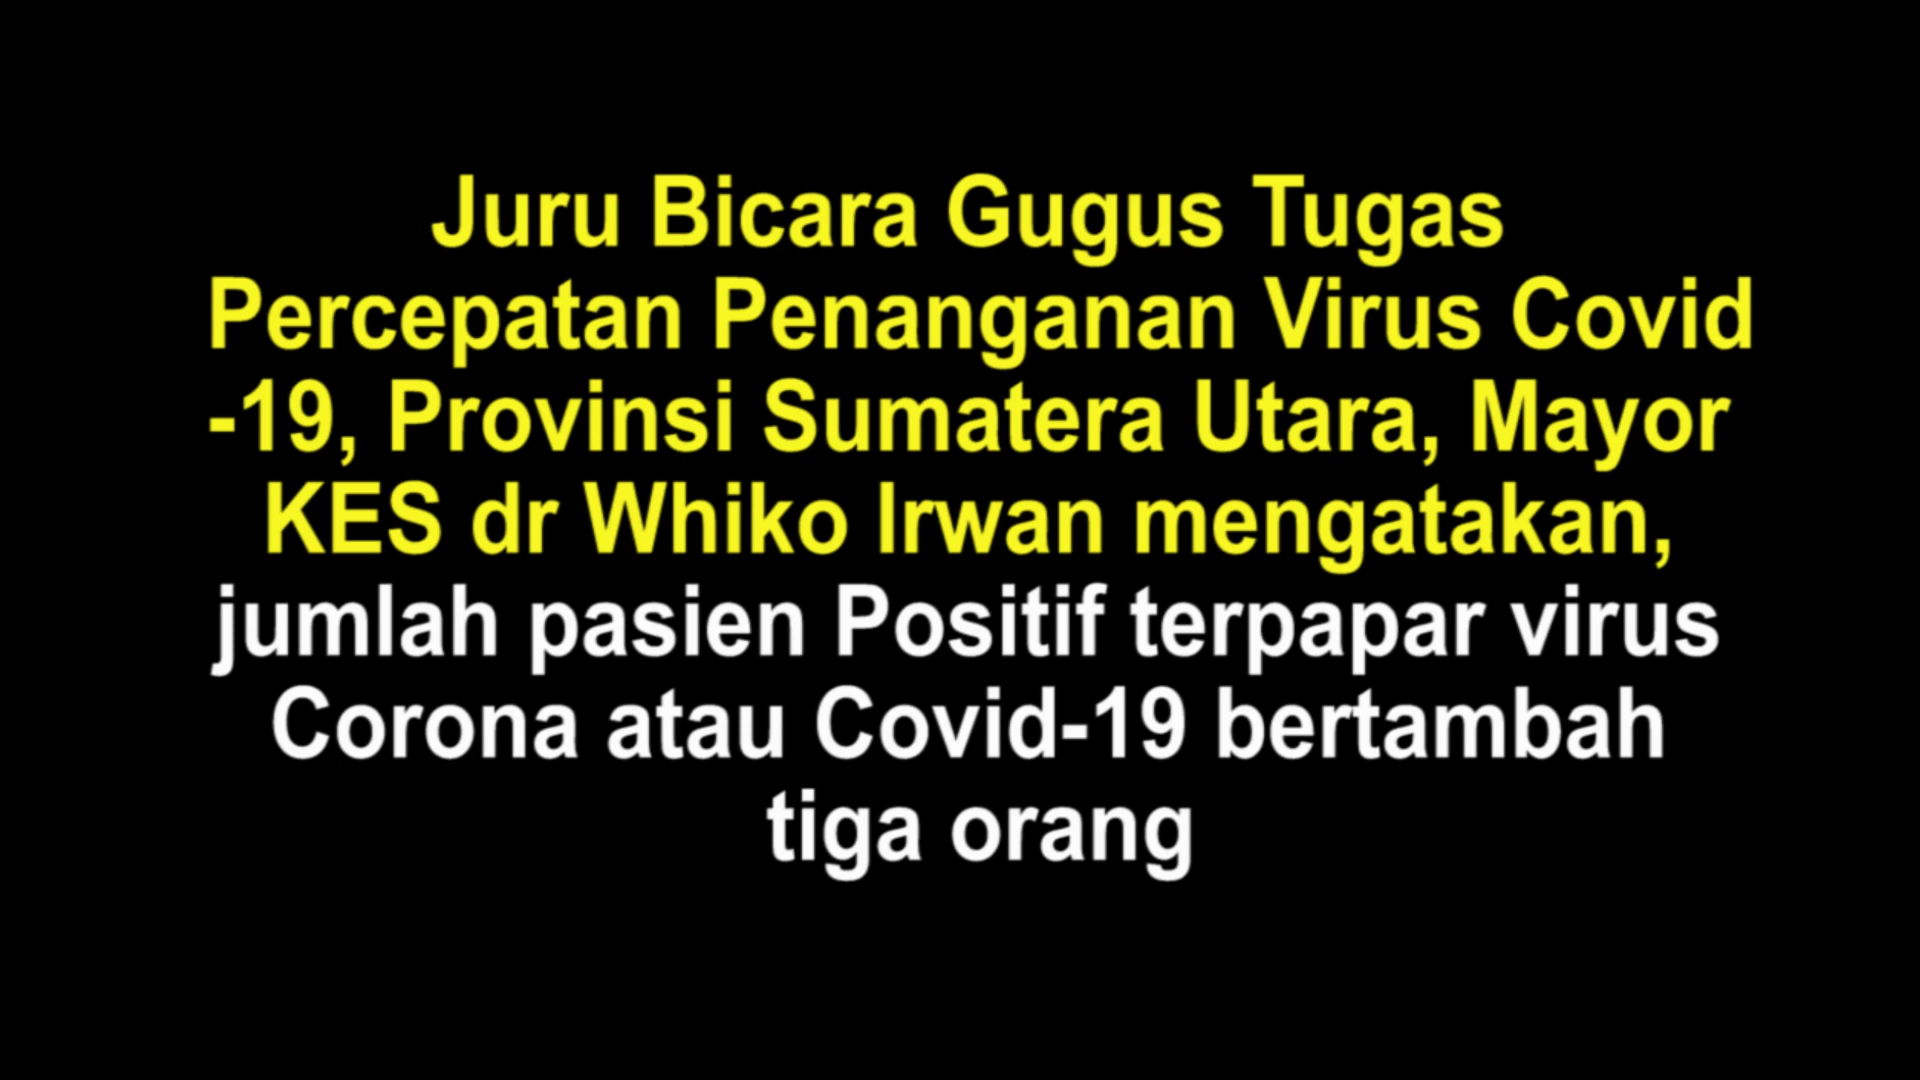 Juru Bicara Gugus Tugas
Percepatan Penanganan Virus Covid
-19, Provinsi Sumatera Utara, Mayor
KES dr Whiko Irwan mengatakan,
jumlah pasien Positif terpapar virus
Corona atau Covid-19 bertambah
tiga orang